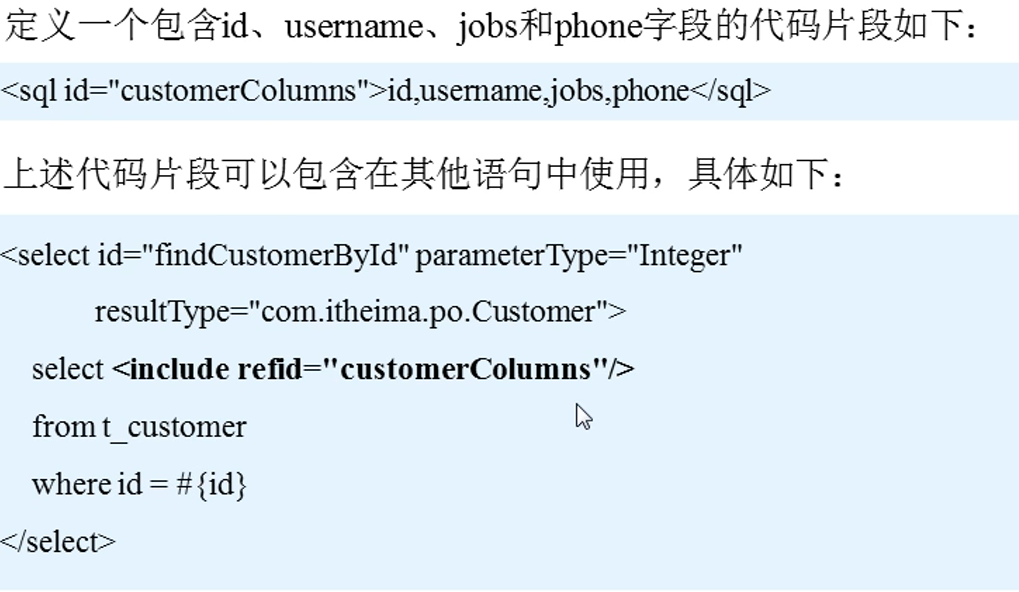 定义一个包含id、username、jobs和phone字段的代码片段如下：
<sql id="customerColumns">id,username,jobs,phone</sql>
上述代码片段可以包含在其他语句中使用，具体如下：
<select id="findCustomerById" parameterType="Integer"
resultType="com.itheima.po.Customer">
select <include refid="customerColumns"/>
from t_customer
where id = #{id}
</select>